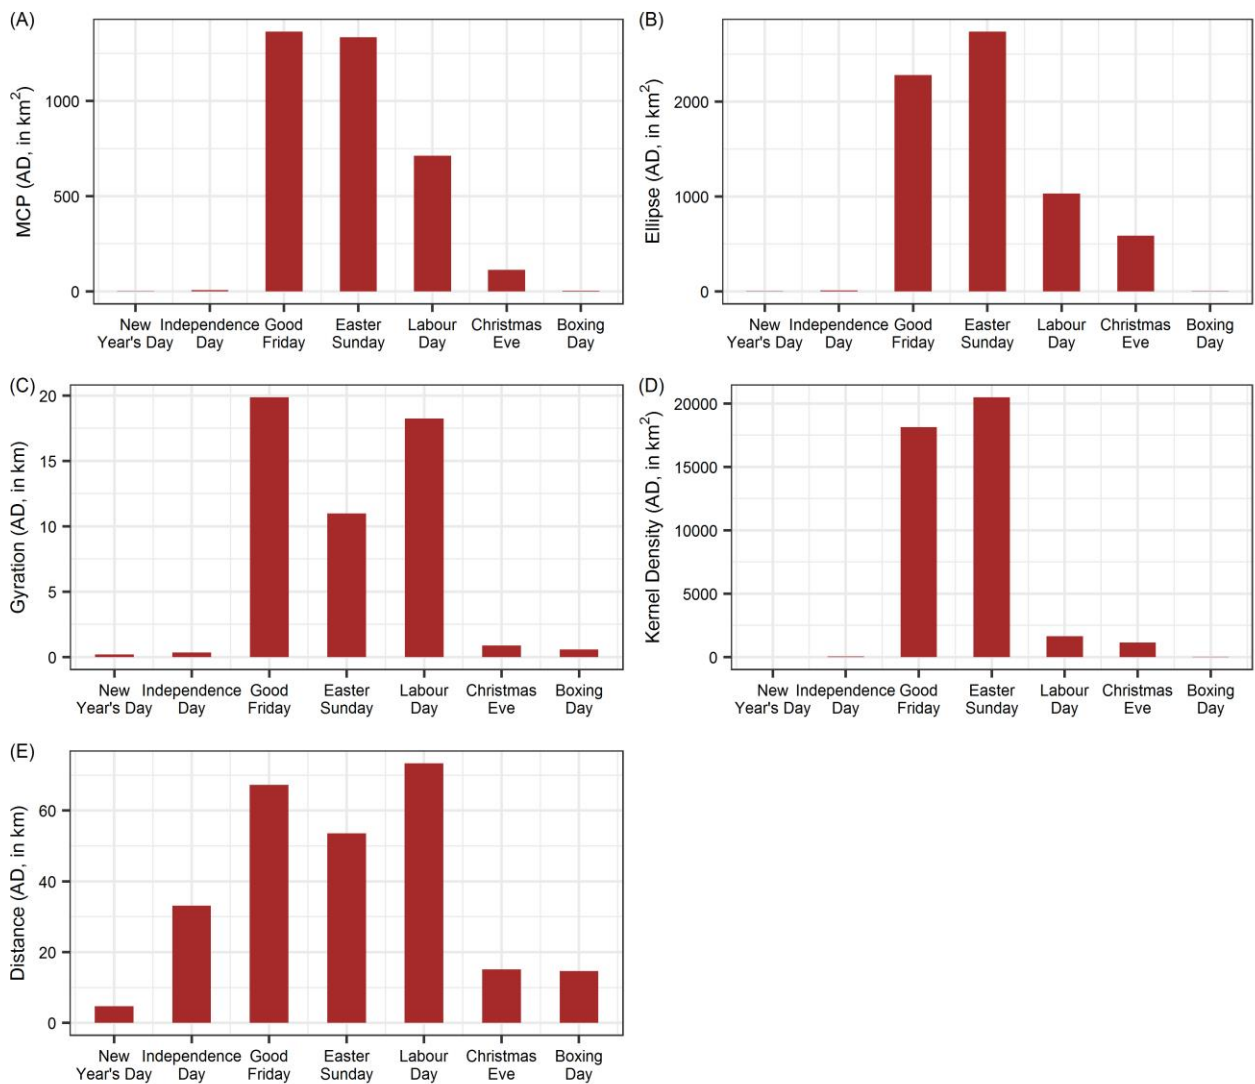 (A)
MCP (AD, in km²)
1000
500
0
New Independence Good Easter Labour Christmas Boxing
Year's Day Day Friday Sunday Day Eve Day
(B)
Ellipse (AD, in km²)
2000
1000
0
New Independence Good Easter Labour Christmas Boxing
Year's Day Day Friday Sunday Day Eve Day
(C)
Gyration (AD, in km)
20
15
10
5
0
New Independence Good Easter Labour Christmas Boxing
Year's Day Day Friday Sunday Day Eve Day
(D)
Kernel Density (AD, in km²)
20000
15000
10000
5000
0
New Independence Good Easter Labour Christmas Boxing
Year's Day Day Friday Sunday Day Eve Day
(E)
Distance (AD, in km)
60
40
20
0
New Independence Good Easter Labour Christmas Boxing
Year's Day Day Friday Sunday Day Eve Day